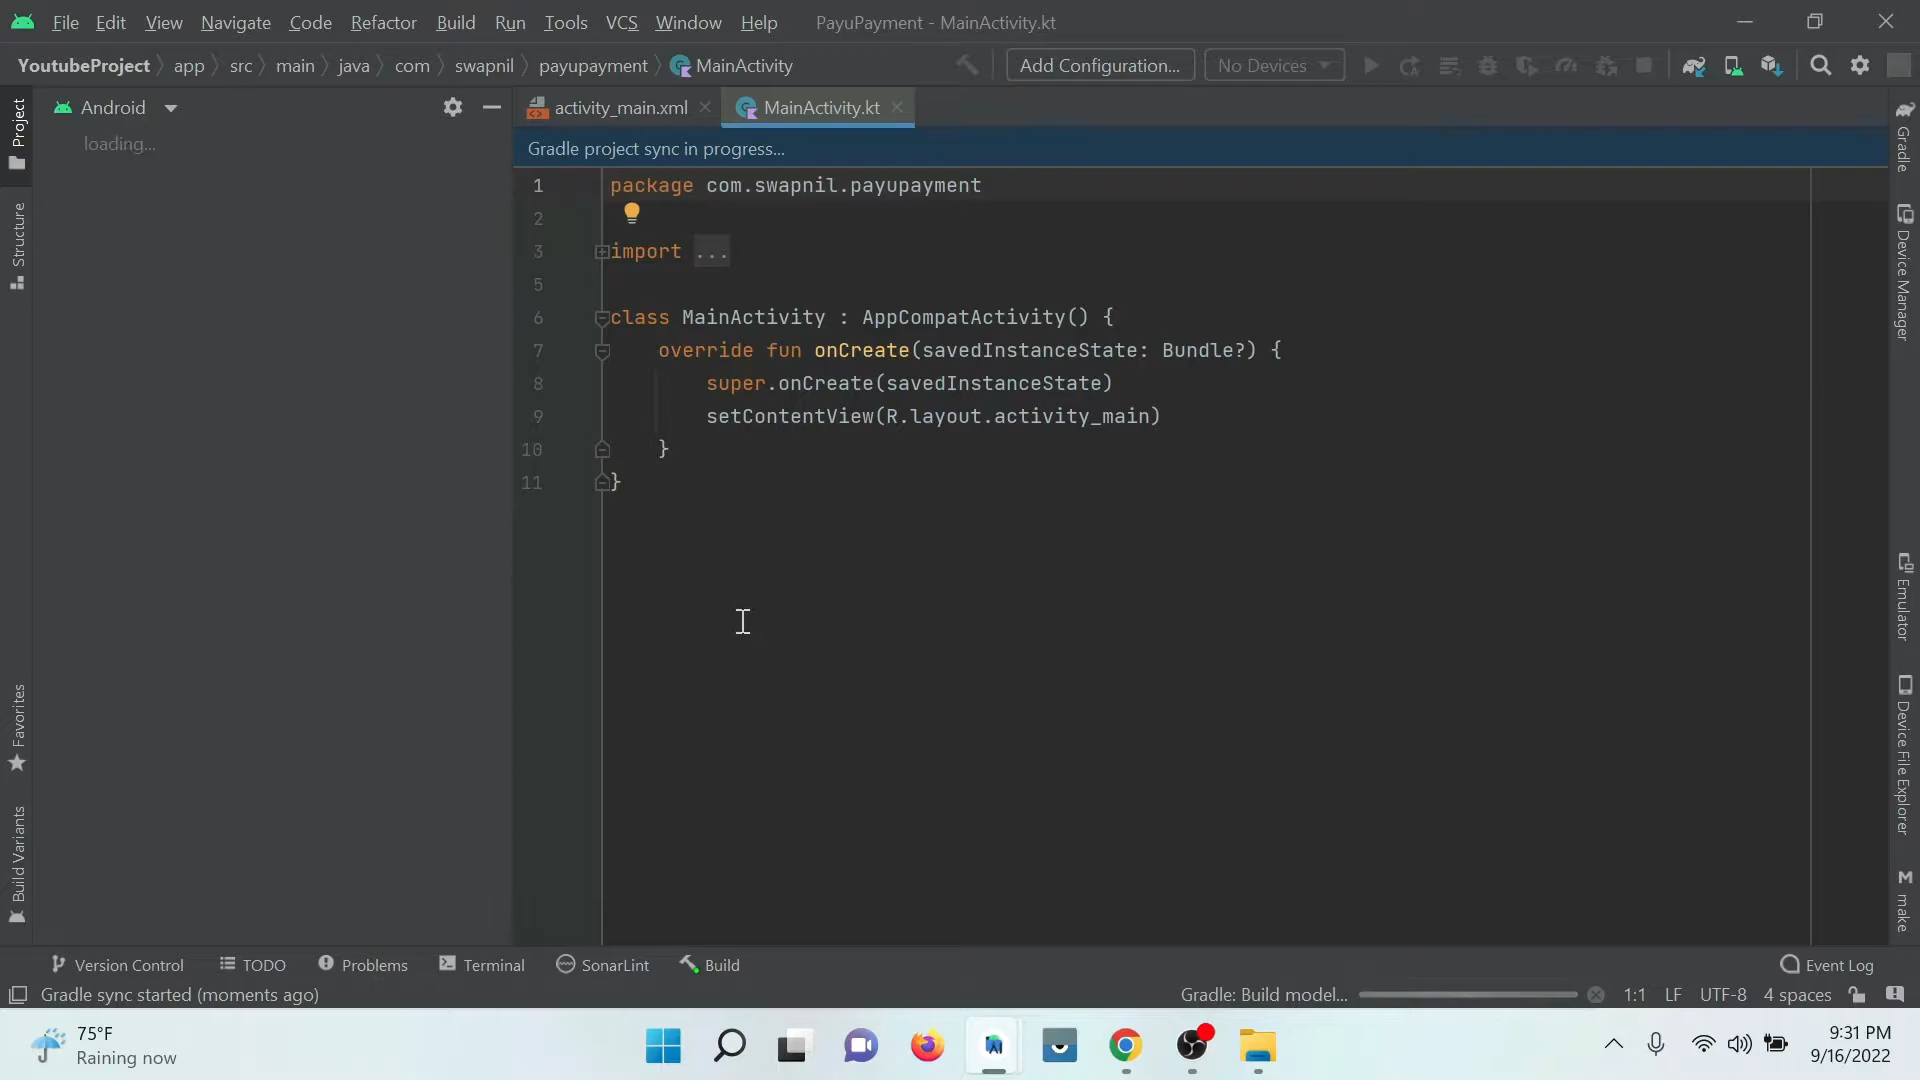 File Edit View Navigate Code Refactor Build Run Tools VCS Window Help PayuPayment - MainActivity.kt
YoutubeProject app src main java com swapnil payupayment MainActivity Add Configuration... No Devices
Project
Android
activity_main.xml MainActivity.kt
loading...
Gradle project sync in progress...
1 package com.swapnil.payupayment
2
3 import ...
5
6 class MainActivity : AppCompatActivity() {
7 override fun onCreate(savedInstanceState: Bundle?) {
8 super.onCreate(savedInstanceState)
9 setContentView(R.layout.activity_main)
10 }
11 }
Structure
Favorites
Build Variants
Gradle
Device Manager
Emulator
Device File Explorer
M make
Version Control TODO Problems Terminal SonarLint Build Event Log
Gradle sync started (moments ago) Gradle: Build model... 1:1 LF UTF-8 4 spaces
75°F
Raining now
9:31 PM
9/16/2022